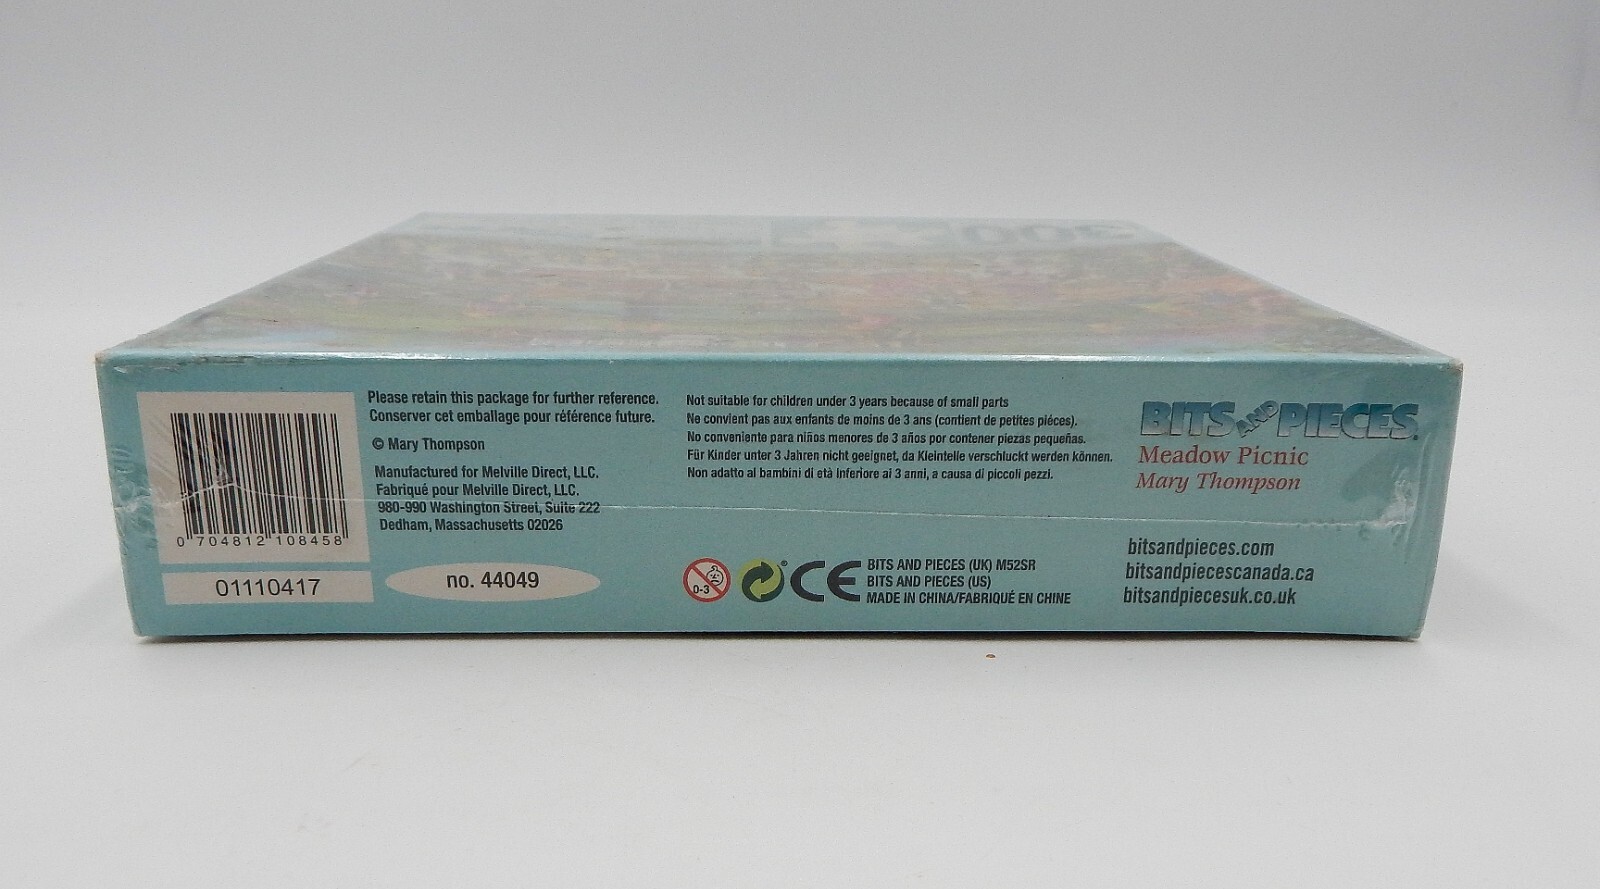 300
Please retain this package for further reference.
Conserver cet emballage pour référence future.
© Mary Thompson
Manufactured for Melville Direct, LLC.
Fabriqué pour Melville Direct, LLC.
980-990 Washington Street, Suite 222
Dedham, Massachusetts 02026
0 704812 108458
01110417
no. 44049
Not suitable for children under 3 years because of small parts
Ne convient pas aux enfants de moins de 3 ans (contient de petites piéces).
No conveniente para niños menores de 3 años por contener piezas pequeñas.
Für Kinder unter 3 Jahren nicht geeignet, da Kleinteile verschluckt werden können.
Non adatto al bambini di età inferiore ai 3 anni, a causa di piccoli pezzi.
0-3
CE
BITS AND PIECES (UK) M52SR
BITS AND PIECES (US)
MADE IN CHINA/FABRIQUÉ EN CHINE
BITS AND PIECES
Meadow Picnic
Mary Thompson
bitsandpieces.com
bitsandpiecescanada.ca
bitsandpiecesuk.co.uk